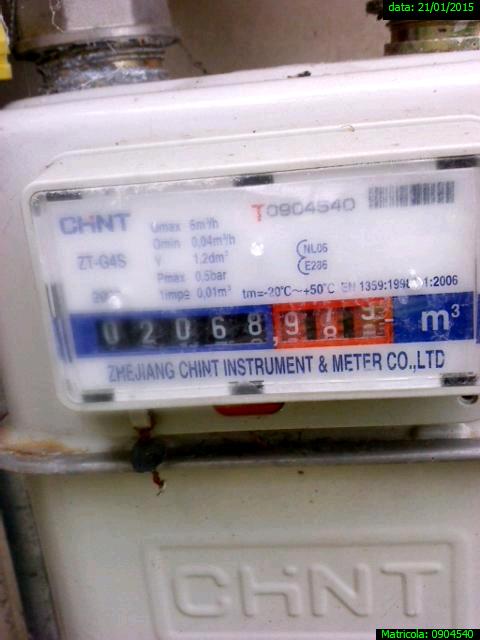 data: 21/01/2015
CHNT
T0904540
Qmax 6m³/h
Qmin 0,04m³/h
ZT-G4S
V 1,2dm³
Pmax 0,5bar
1imp≙ 0,01m³
NL06
E286
tm=-20°C~+50°C EN 1359:1998
:2006
02068,9
m³
ZHEJIANG CHINT INSTRUMENT & METER CO.,LTD
CHNT
Matricola: 0904540